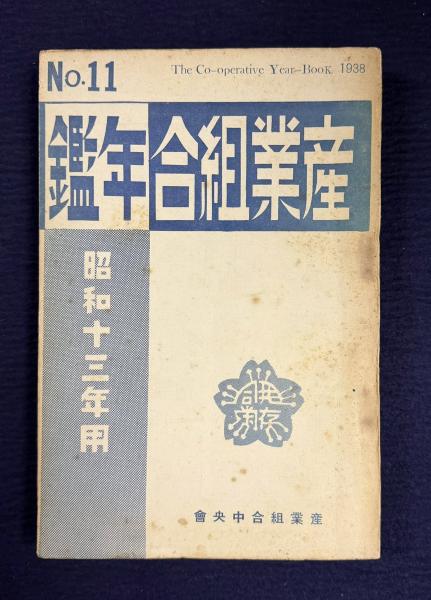 No.11
The Co-operative Year-Book 1938
産業組合年鑑
昭和十三年用
産業組合中央會